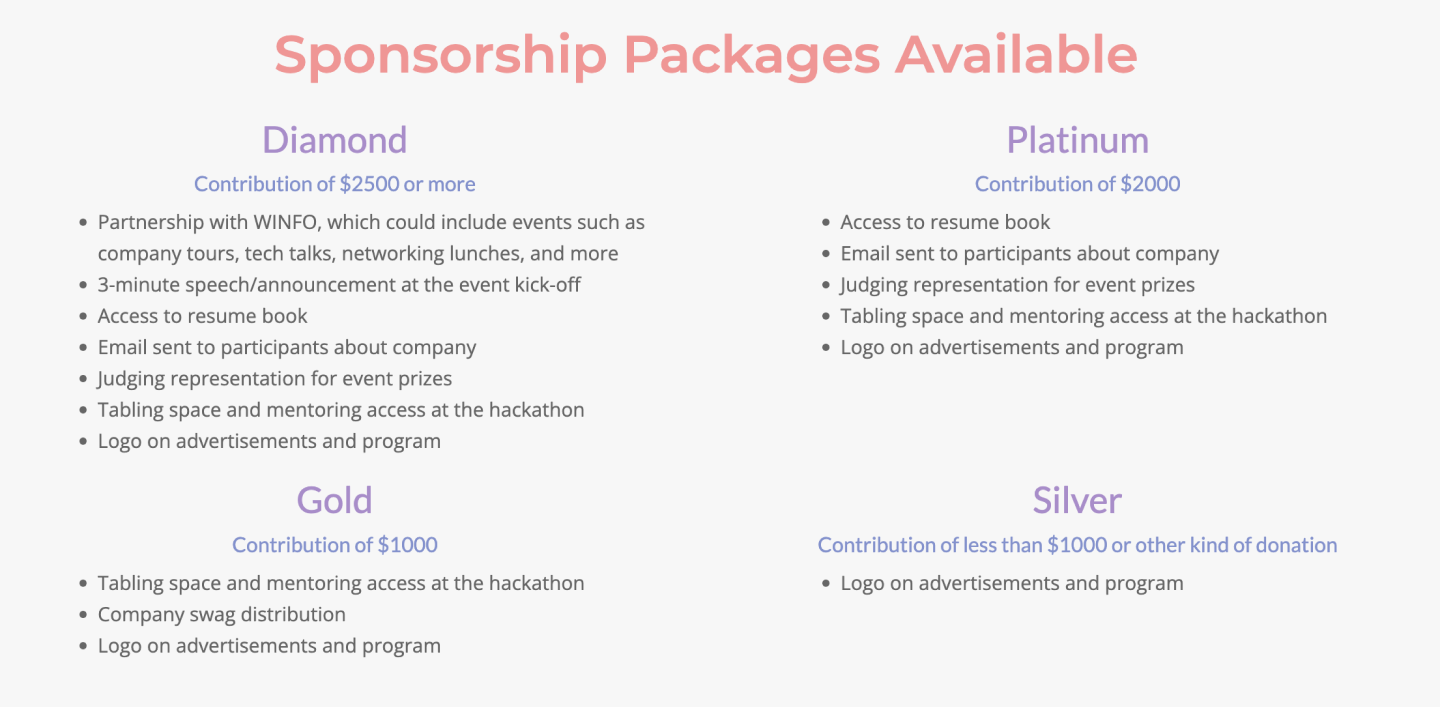 Sponsorship Packages Available
Diamond
Contribution of $2500 or more
• Partnership with WINFO, which could include events such as
company tours, tech talks, networking lunches, and more
• 3-minute speech/announcement at the event kick-off
• Access to resume book
• Email sent to participants about company
• Judging representation for event prizes
• Tabling space and mentoring access at the hackathon
• Logo on advertisements and program
Platinum
Contribution of $2000
• Access to resume book
• Email sent to participants about company
• Judging representation for event prizes
• Tabling space and mentoring access at the hackathon
• Logo on advertisements and program
Gold
Contribution of $1000
• Tabling space and mentoring access at the hackathon
• Company swag distribution
• Logo on advertisements and program
Silver
Contribution of less than $1000 or other kind of donation
• Logo on advertisements and program